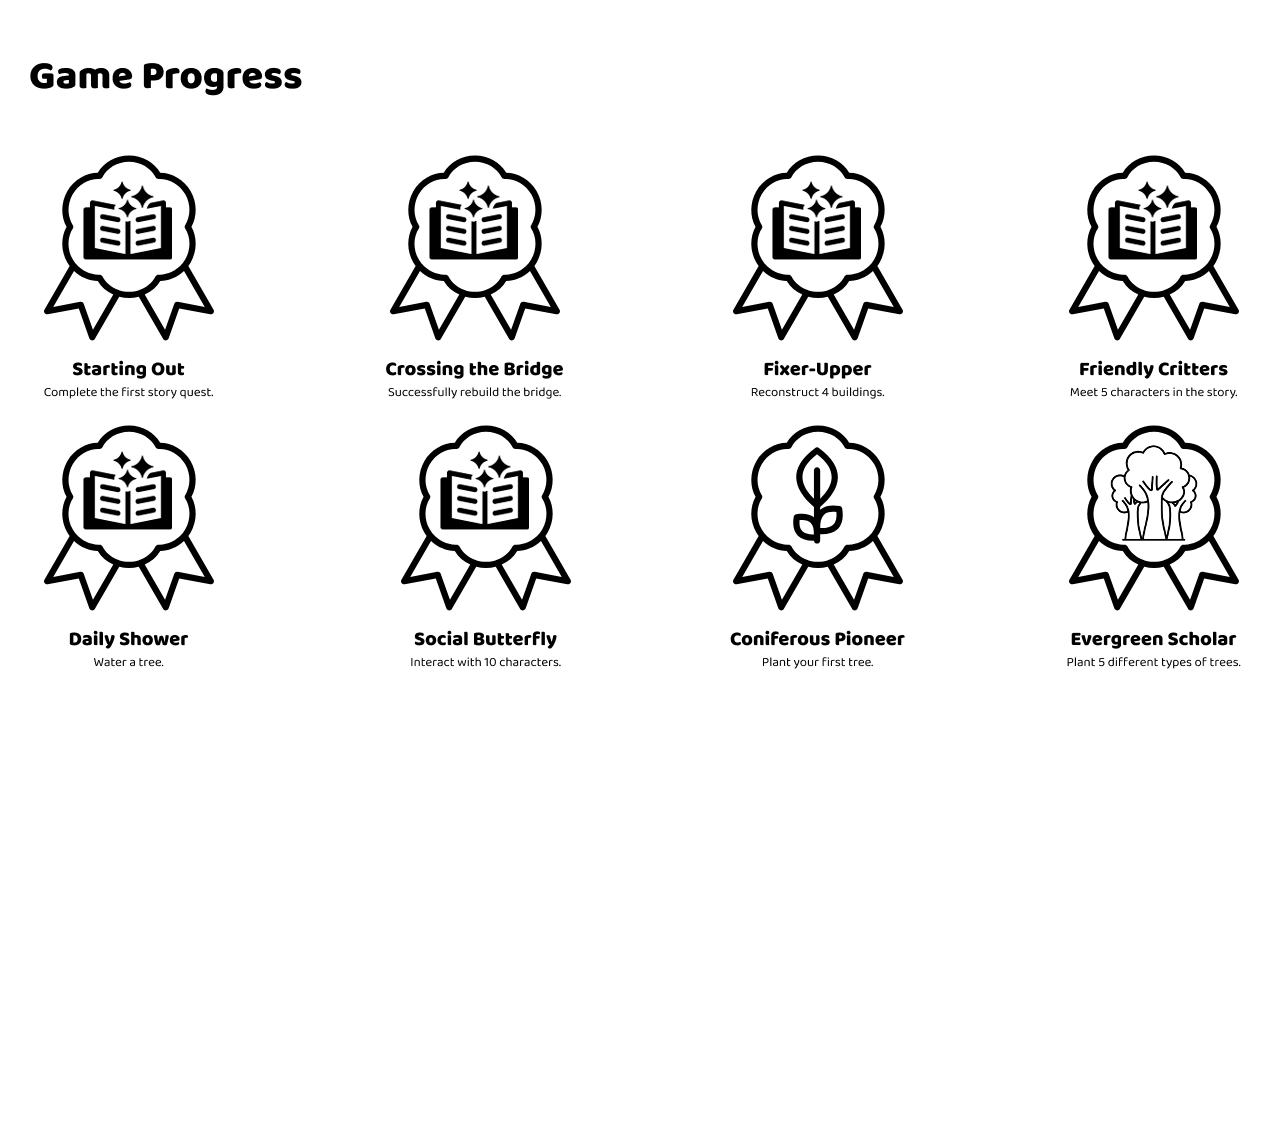 Game Progress
Starting Out
Complete the first story quest.
Crossing the Bridge
Successfully rebuild the bridge.
Fixer-Upper
Reconstruct 4 buildings.
Friendly Critters
Meet 5 characters in the story.
Daily Shower
Water a tree.
Social Butterfly
Interact with 10 characters.
Coniferous Pioneer
Plant your first tree.
Evergreen Scholar
Plant 5 different types of trees.